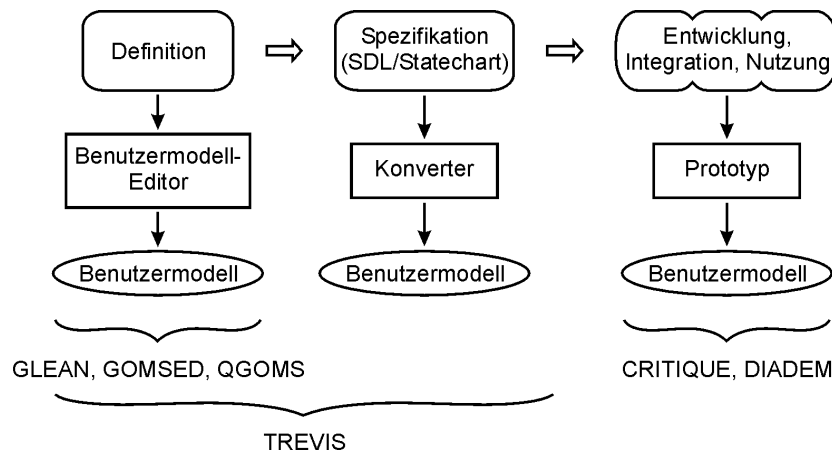 Definition
Spezifikation
(SDL/Statechart)
Entwicklung,
Integration, Nutzung
Benutzermodell-
Editor
Konverter
Prototyp
Benutzermodell
Benutzermodell
Benutzermodell
GLEAN, GOMSED, QGOMS
CRITIQUE, DIADEM
TREVIS